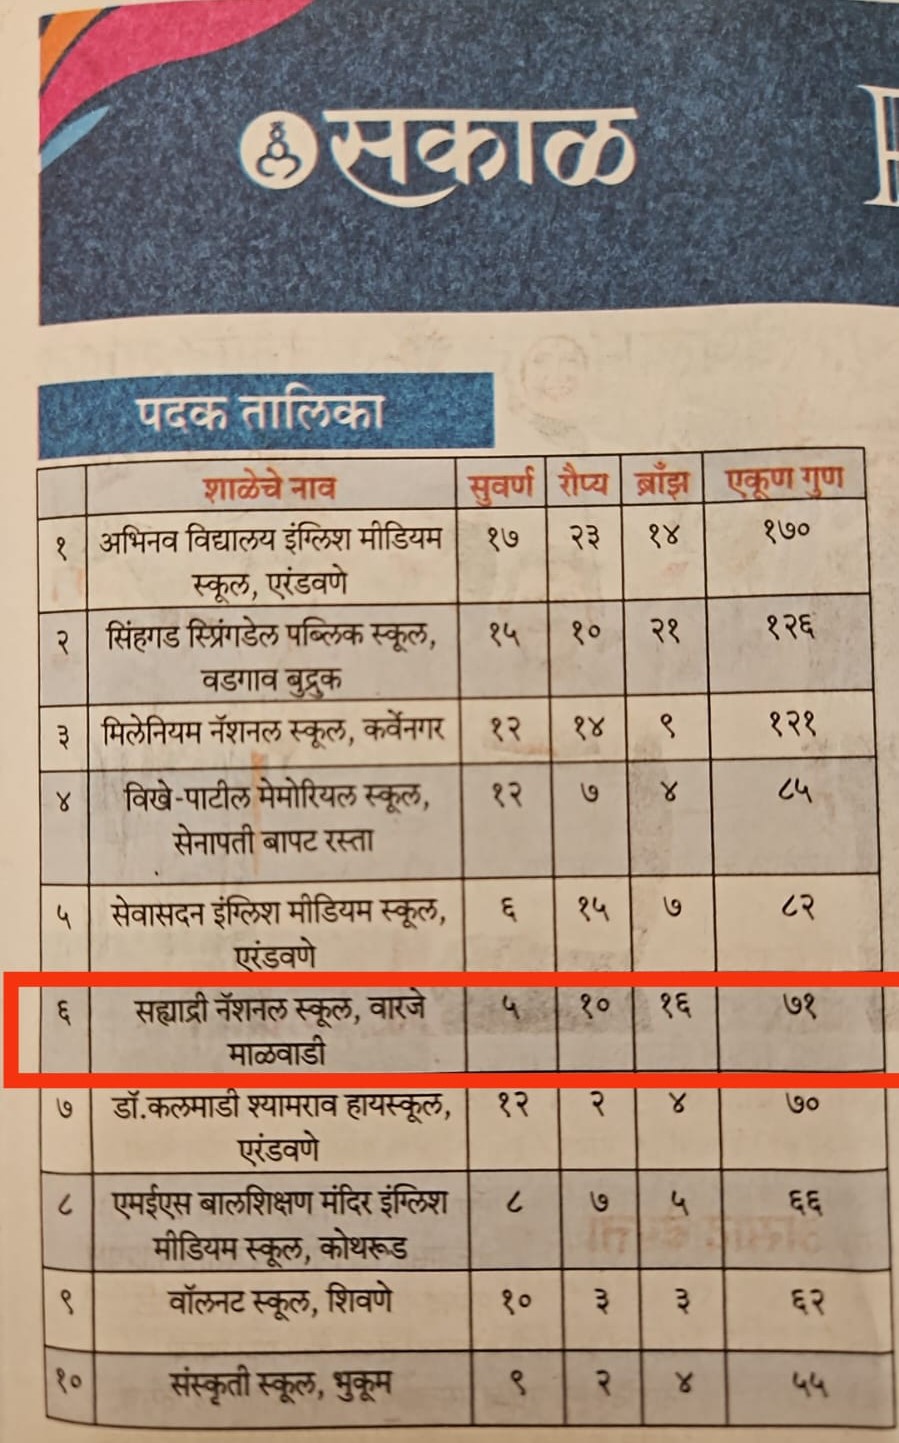 सकाळ
पदक तालिका
शाळेचे नाव सुवर्ण रौप्य ब्राँझ एकूण गुण
१ अभिनव विद्यालय इंग्लिश मीडियम १७ २३ १४ १७०
स्कूल, एरंडवणे
२ सिंहगड स्प्रिंगडेल पब्लिक स्कूल, १५ १० २१ १२६
वडगाव बुद्रुक
३ मिलेनियम नॅशनल स्कूल, कर्वेनगर १२ १४ ९ १२१
४ विखे-पाटील मेमोरियल स्कूल, १२ ७ ४ ८५
सेनापती बापट रस्ता
५ सेवासदन इंग्लिश मीडियम स्कूल, ६ १५ ७ ८२
एरंडवणे
६ सह्याद्री नॅशनल स्कूल, वारजे ५ १० १६ ७१
माळवाडी
७ डॉ.कलमाडी श्यामराव हायस्कूल, १२ २ ४ ७०
एरंडवणे
८ एमईएस बालशिक्षण मंदिर इंग्लिश ८ ७ ५ ६६
मीडियम स्कूल, कोथरूड
९ वॉलनट स्कूल, शिवणे १० ३ ३ ६२
१० संस्कृती स्कूल, भुकूम ९ २ ४ ५५